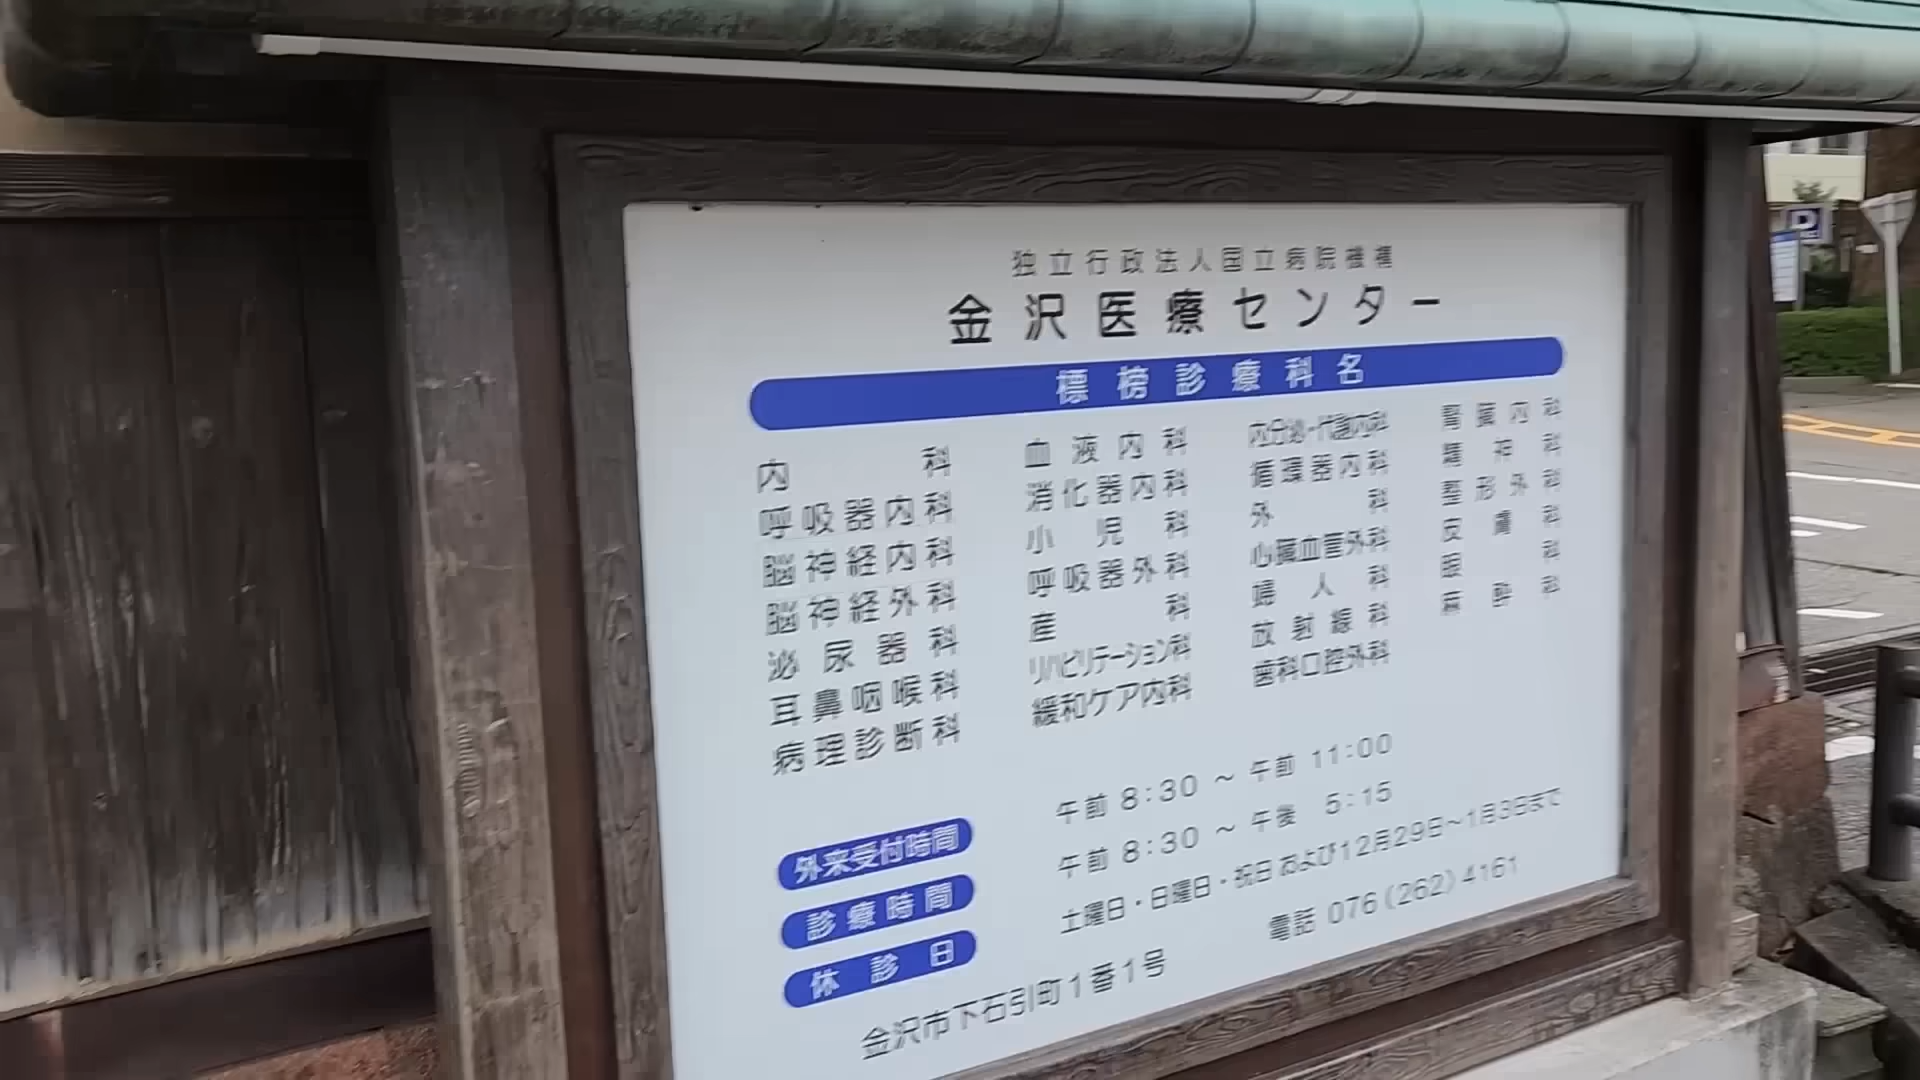 独立行政法人国立病院機構
金沢医療センター
標榜診療科名
内科 血液内科 内分泌・代謝内科 腎臓内科
呼吸器内科 消化器内科 循環器内科 精神科
脳神経内科 小児科 外科 整形外科
脳神経外科 呼吸器外科 心臓血管外科 皮膚科
泌尿器科 産科 婦人科 眼科
耳鼻咽喉科 リハビリテーション科 放射線科 麻酔科
病理診断科 緩和ケア内科 歯科口腔外科
外来受付時間 午前 8:30 ～ 午前 11:00
診療時間 午前 8:30 ～ 午後 5:15
休診日 土曜日・日曜日・祝日および12月29日～1月3日まで
金沢市下石引町1番1号 電話 076(262)4161
P